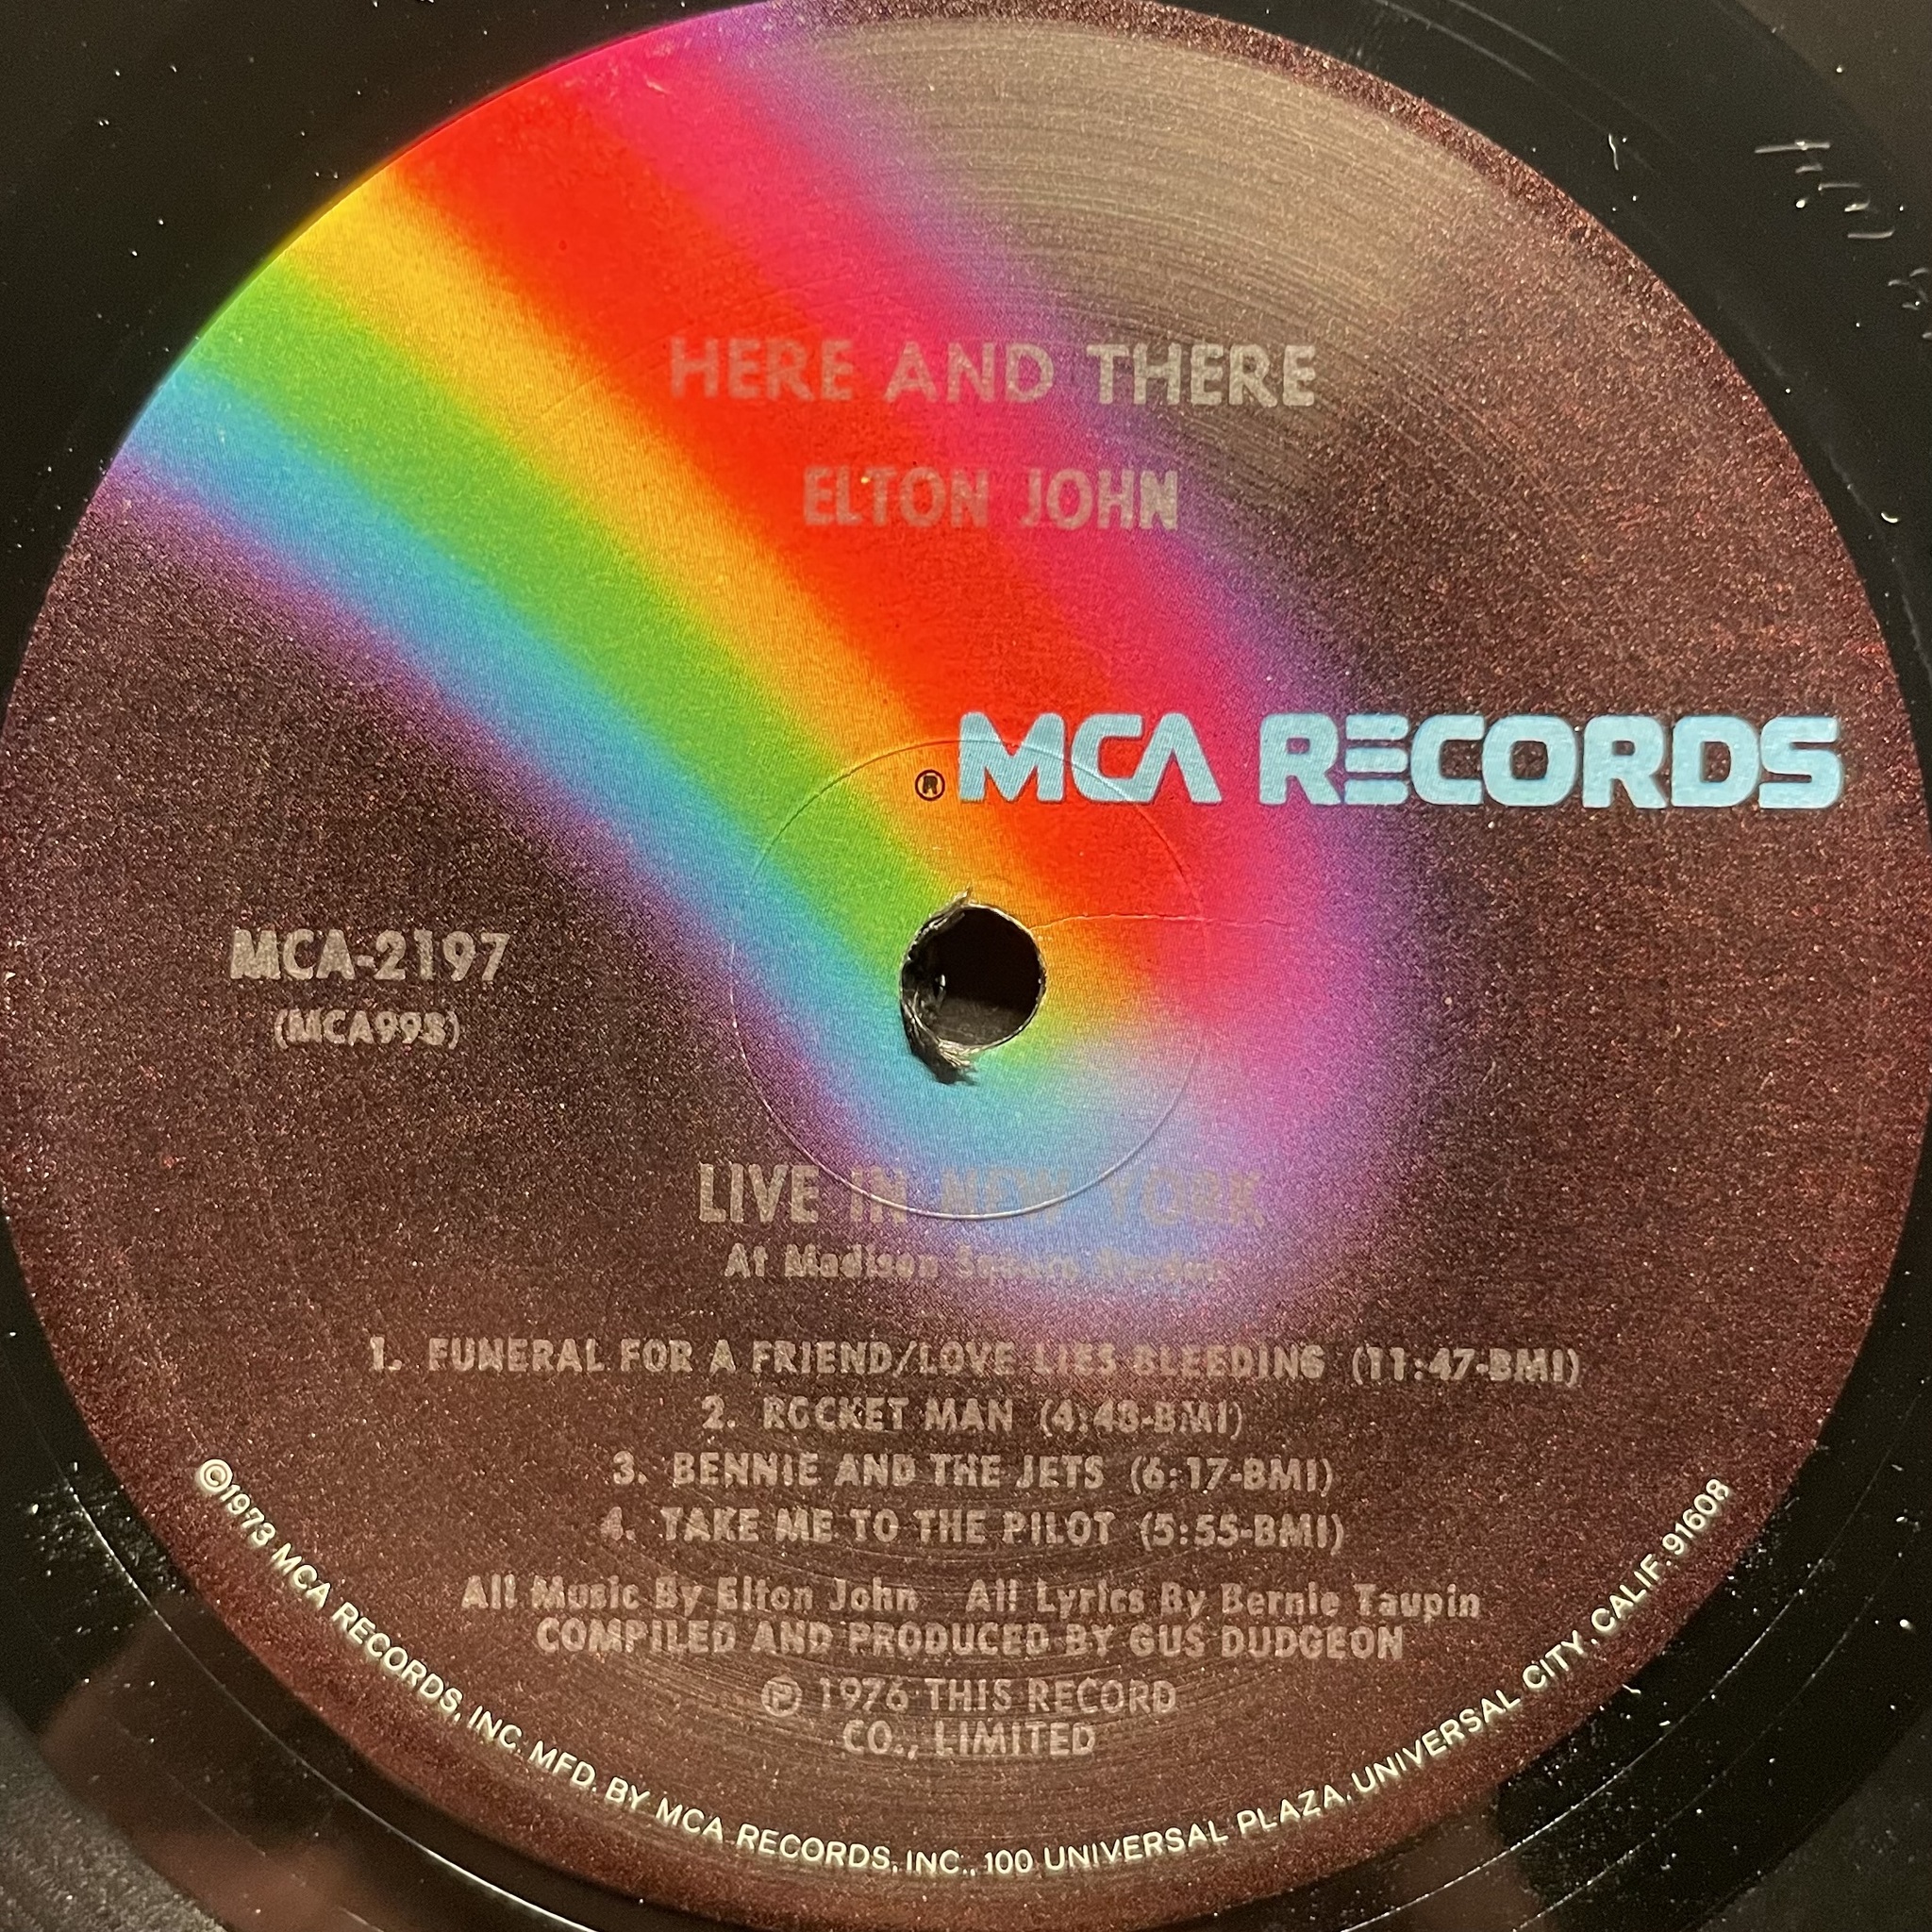 HERE AND THERE
ELTON JOHN
® MCA RECORDS
MCA-2197
(MCA998)
LIVE IN NEW YORK
At Madison Square Garden
1. FUNERAL FOR A FRIEND/LOVE LIES BLEEDING (11:47-BMI)
2. ROCKET MAN (4:48-BMI)
3. BENNIE AND THE JETS (6:17-BMI)
4. TAKE ME TO THE PILOT (5:55-BMI)
All Music By Elton John All Lyrics By Bernie Taupin
COMPILED AND PRODUCED BY GUS DUDGEON
℗ 1976 THIS RECORD
CO., LIMITED
©1973 MCA RECORDS, INC. MFD. BY MCA RECORDS, INC., 100 UNIVERSAL PLAZA, UNIVERSAL CITY, CALIF. 91608